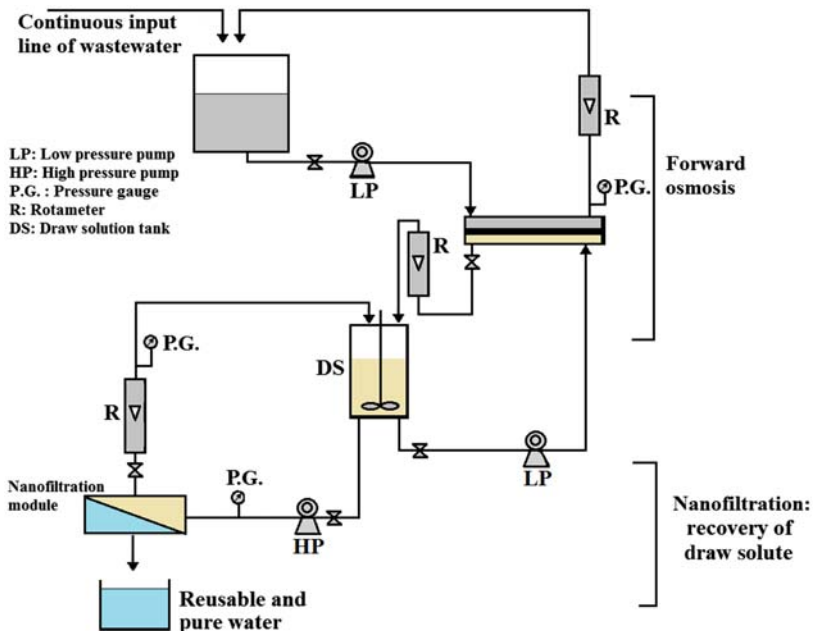 Continuous input
line of wastewater
R
LP: Low pressure pump
HP: High pressure pump
P.G. : Pressure gauge
R: Rotameter
DS: Draw solution tank
LP
P.G.
Forward
osmosis
R
P.G.
DS
R
P.G.
LP
Nanofiltration
module
HP
Nanofiltration:
recovery of
draw solute
Reusable and
pure water